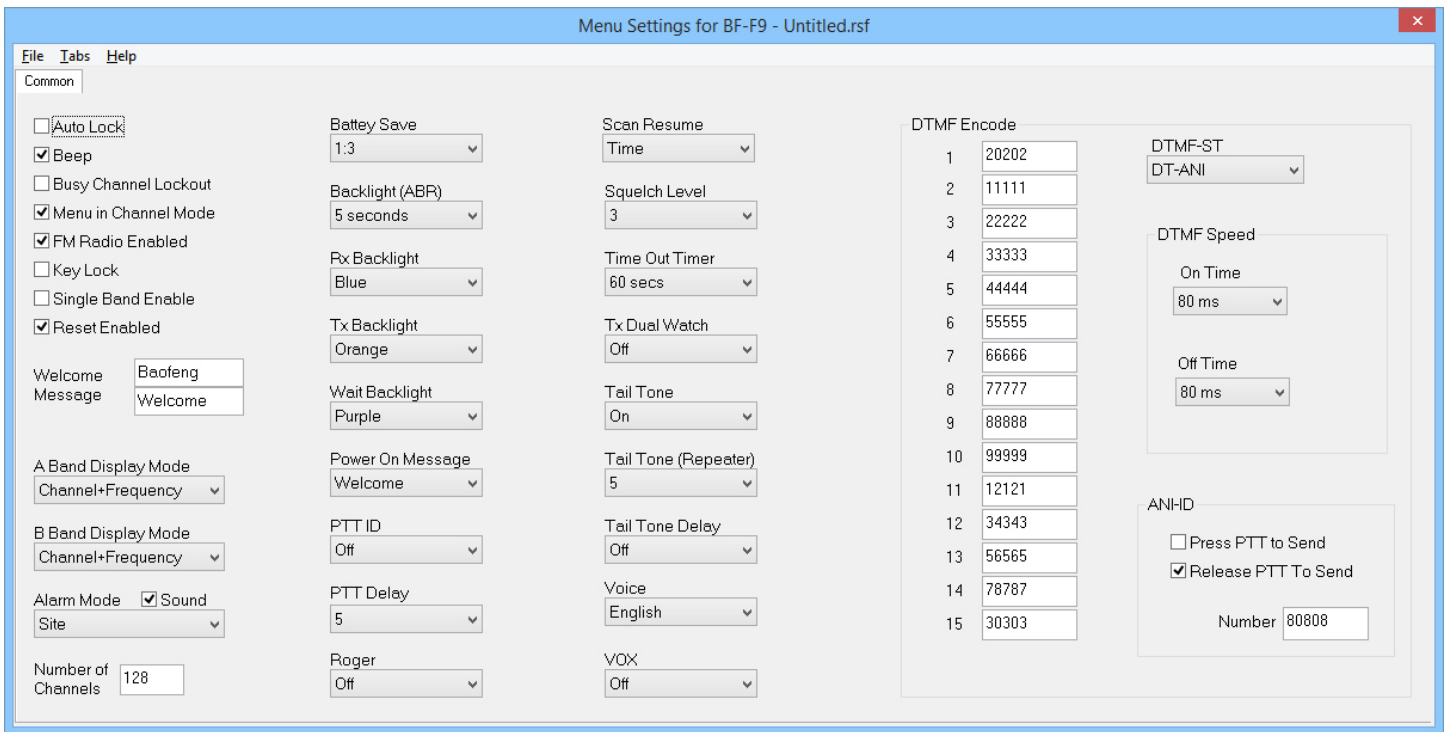 Menu Settings for BF-F9 - Untitled.rsf
File Tabs Help
Common
Auto Lock
Beep
Busy Channel Lockout
Menu in Channel Mode
FM Radio Enabled
Key Lock
Single Band Enable
Reset Enabled
Welcome
Message
Baofeng
Welcome
A Band Display Mode
Channel+Frequency
B Band Display Mode
Channel+Frequency
Alarm Mode Sound
Site
Number of
Channels
128
Battey Save
1:3
Backlight (ABR)
5 seconds
Rx Backlight
Blue
Tx Backlight
Orange
Wait Backlight
Purple
Power On Message
Welcome
PTT ID
Off
PTT Delay
5
Roger
Off
Scan Resume
Time
Squelch Level
3
Time Out Timer
60 secs
Tx Dual Watch
Off
Tail Tone
On
Tail Tone (Repeater)
5
Tail Tone Delay
Off
Voice
English
VOX
Off
DTMF Encode
1 20202
2 11111
3 22222
4 33333
5 44444
6 55555
7 66666
8 77777
9 88888
10 99999
11 12121
12 34343
13 56565
14 78787
15 30303
DTMF-ST
DT-ANI
DTMF Speed
On Time
80 ms
Off Time
80 ms
ANI-ID
Press PTT to Send
Release PTT To Send
Number 80808